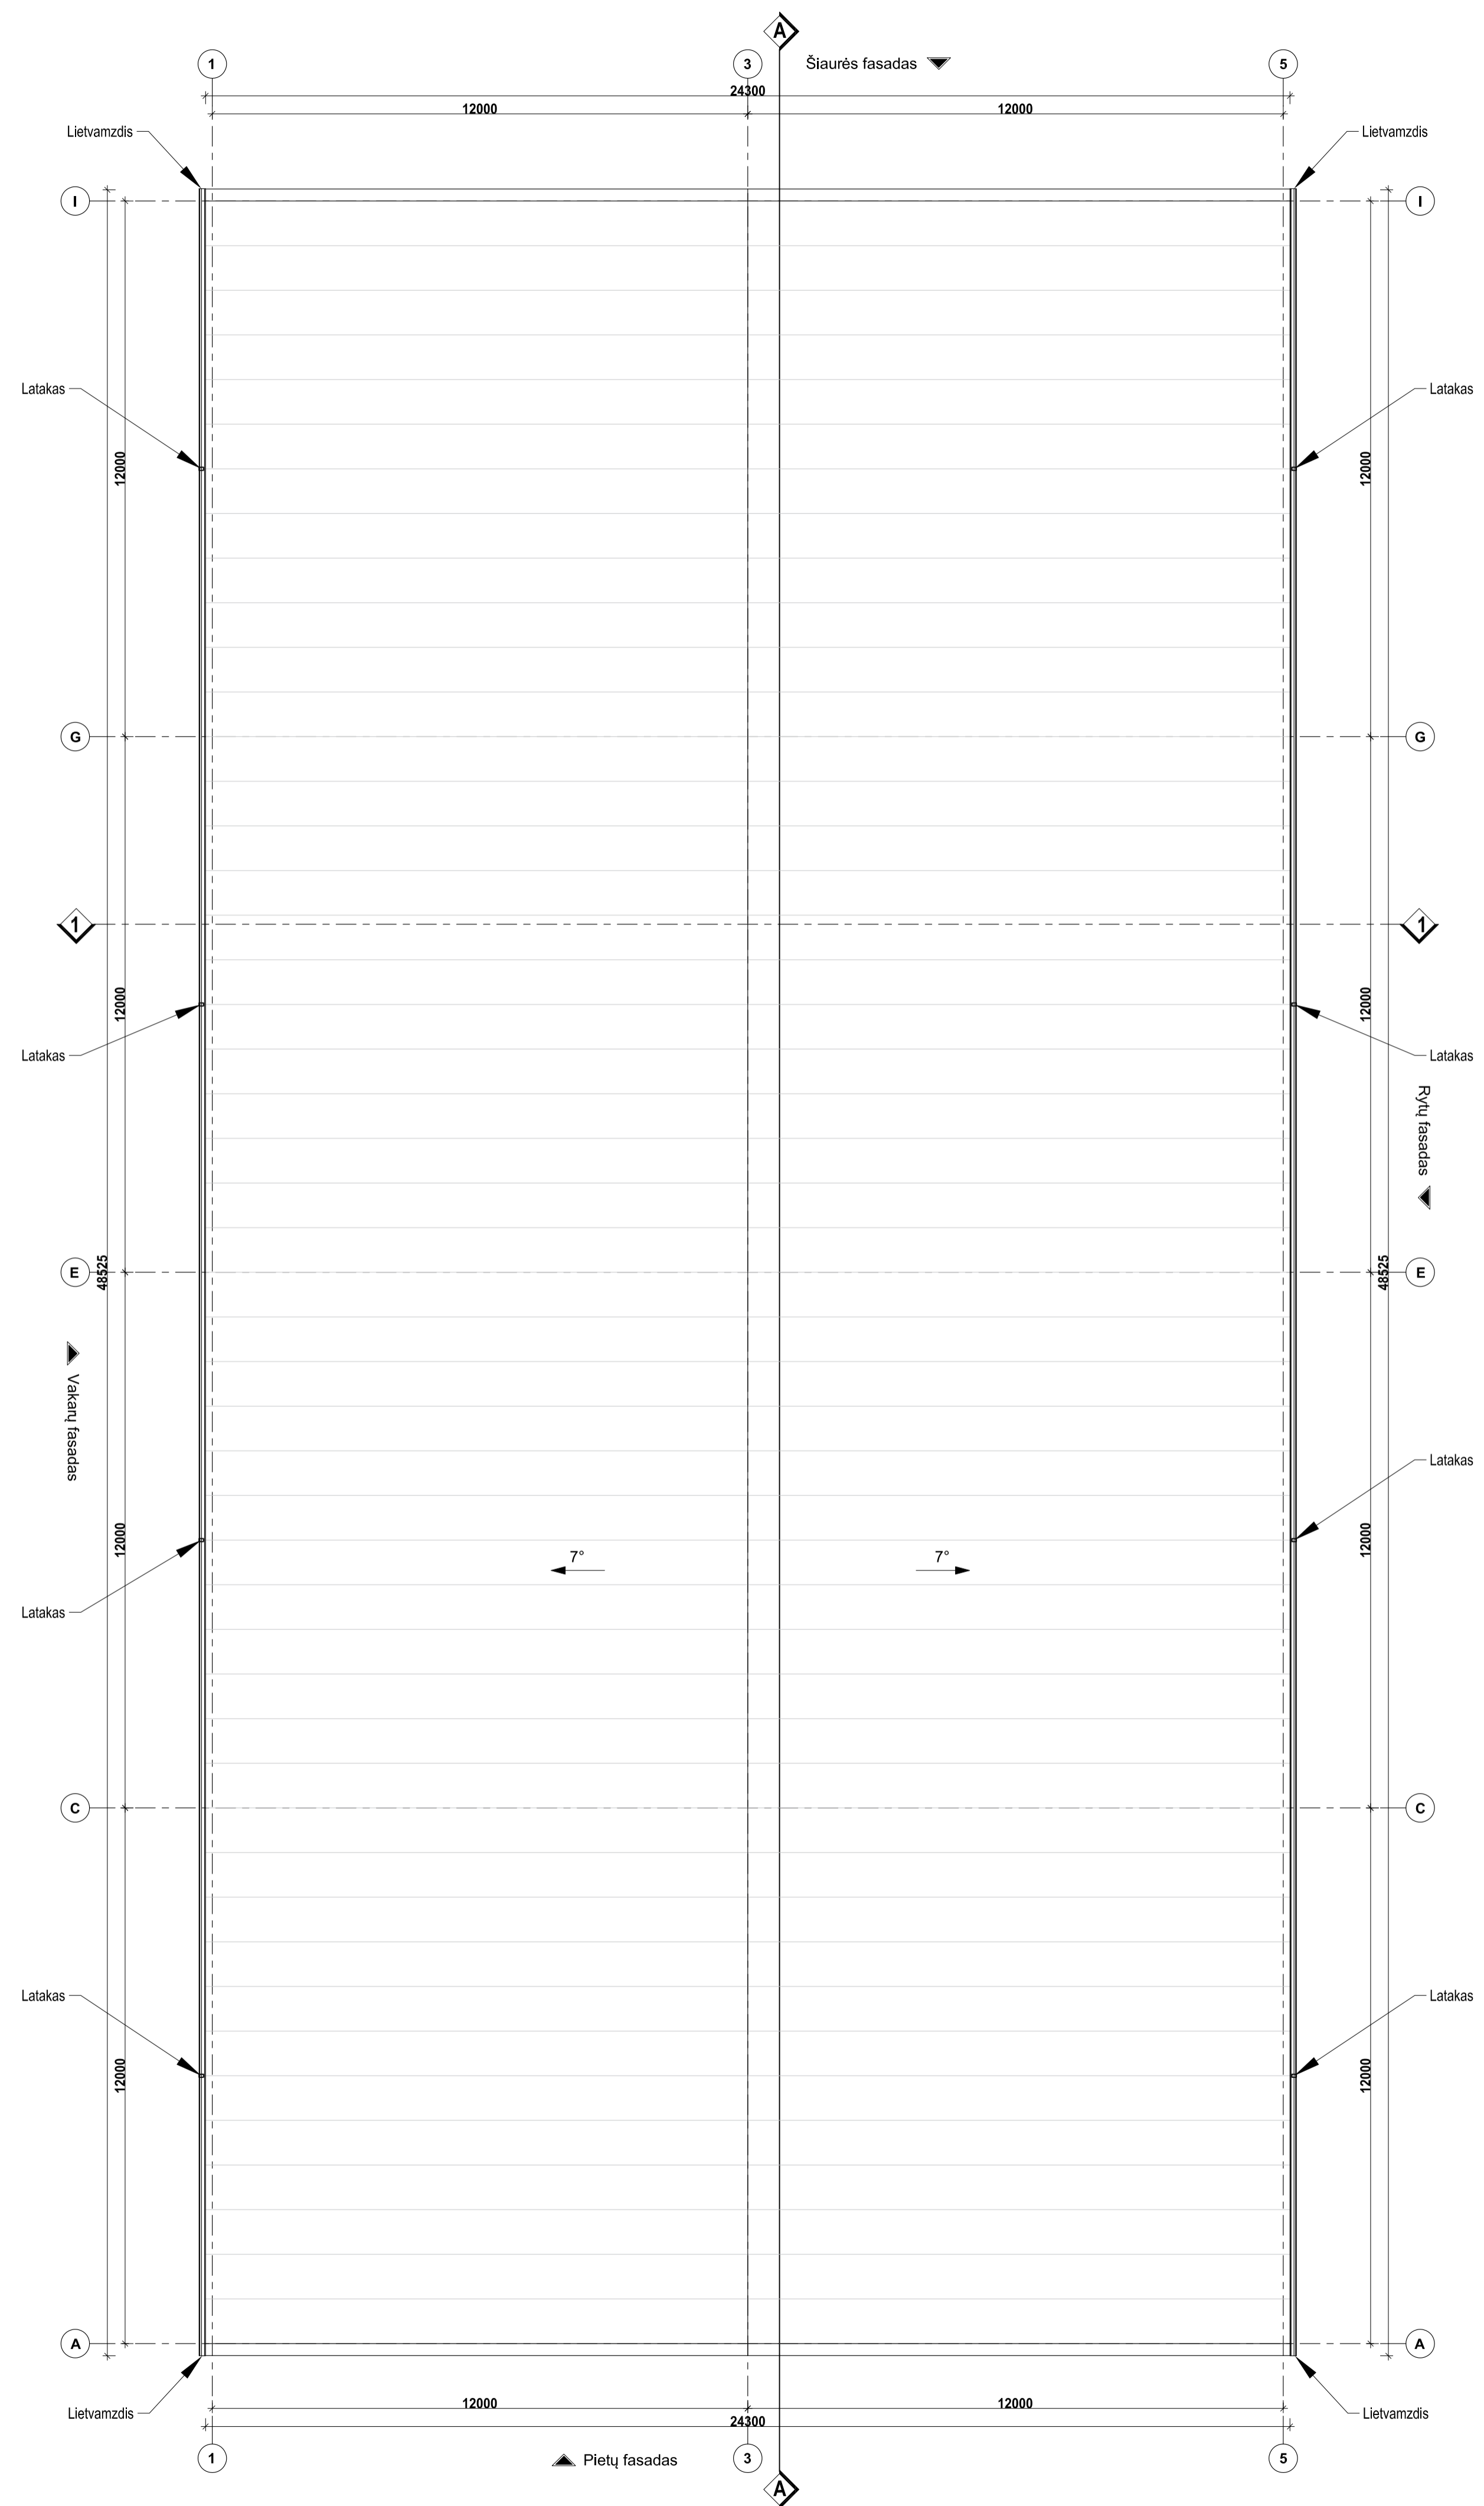 A
1
3
Šiaurės fasadas
5
24300
12000
12000
Lietvamzdis
Lietvamzdis
I
I
Latakas
Latakas
12000
12000
G
G
1
1
12000
12000
Latakas
Latakas
Rytų fasadas
E
48525
48525
E
Vakarų fasadas
Latakas
12000
12000
7°
7°
Latakas
C
C
Latakas
Latakas
12000
12000
A
A
12000
12000
Lietvamzdis
Lietvamzdis
24300
1
3
5
Pietų fasadas
A